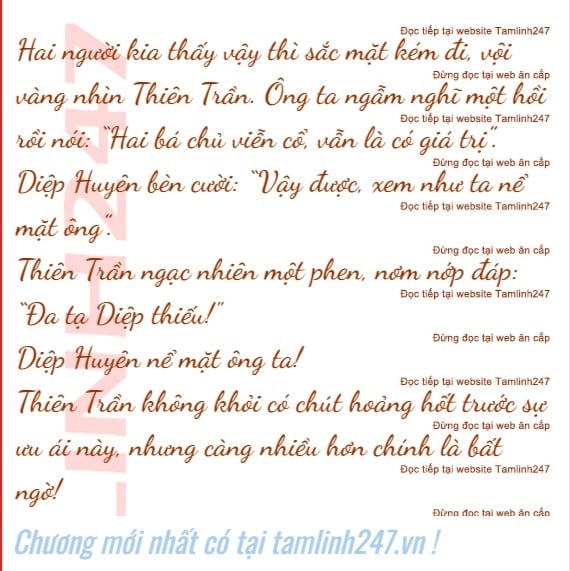 Đọc tiếp tại website Tamlinh247
Hai người kia thấy vậy thì sắc mặt kém đi, vội
Đừng đọc tại web ăn cắp
vàng nhìn Thiên Trần. Ông ta ngẫm nghĩ một hồi
Đọc tiếp tại website Tamlinh247
rồi nói: “Hai bá chủ viễn cổ, vẫn là có giá trị”.
Đừng đọc tại web ăn cắp
Diệp Huyên bèn cười: “Vậy được, xem như ta nể
Đọc tiếp tại website Tamlinh247
mặt ông”.
Đừng đọc tại web ăn cắp
Thiên Trần ngạc nhiên một phen, nơm nớp đáp:
Đọc tiếp tại website Tamlinh247
“Đa tạ Diệp thiếu!”
Đừng đọc tại web ăn cắp
Diệp Huyên nể mặt ông ta!
Đọc tiếp tại website Tamlinh247
Thiên Trần không khỏi có chút hoảng hốt trước sự
Đừng đọc tại web ăn cắp
ưu ái này, nhưng càng nhiều hơn chính là bất
Đọc tiếp tại website Tamlinh247
ngờ!
Đừng đọc tại web ăn cắp
LINH247
Chương mới nhất có tại tamlinh247.vn !